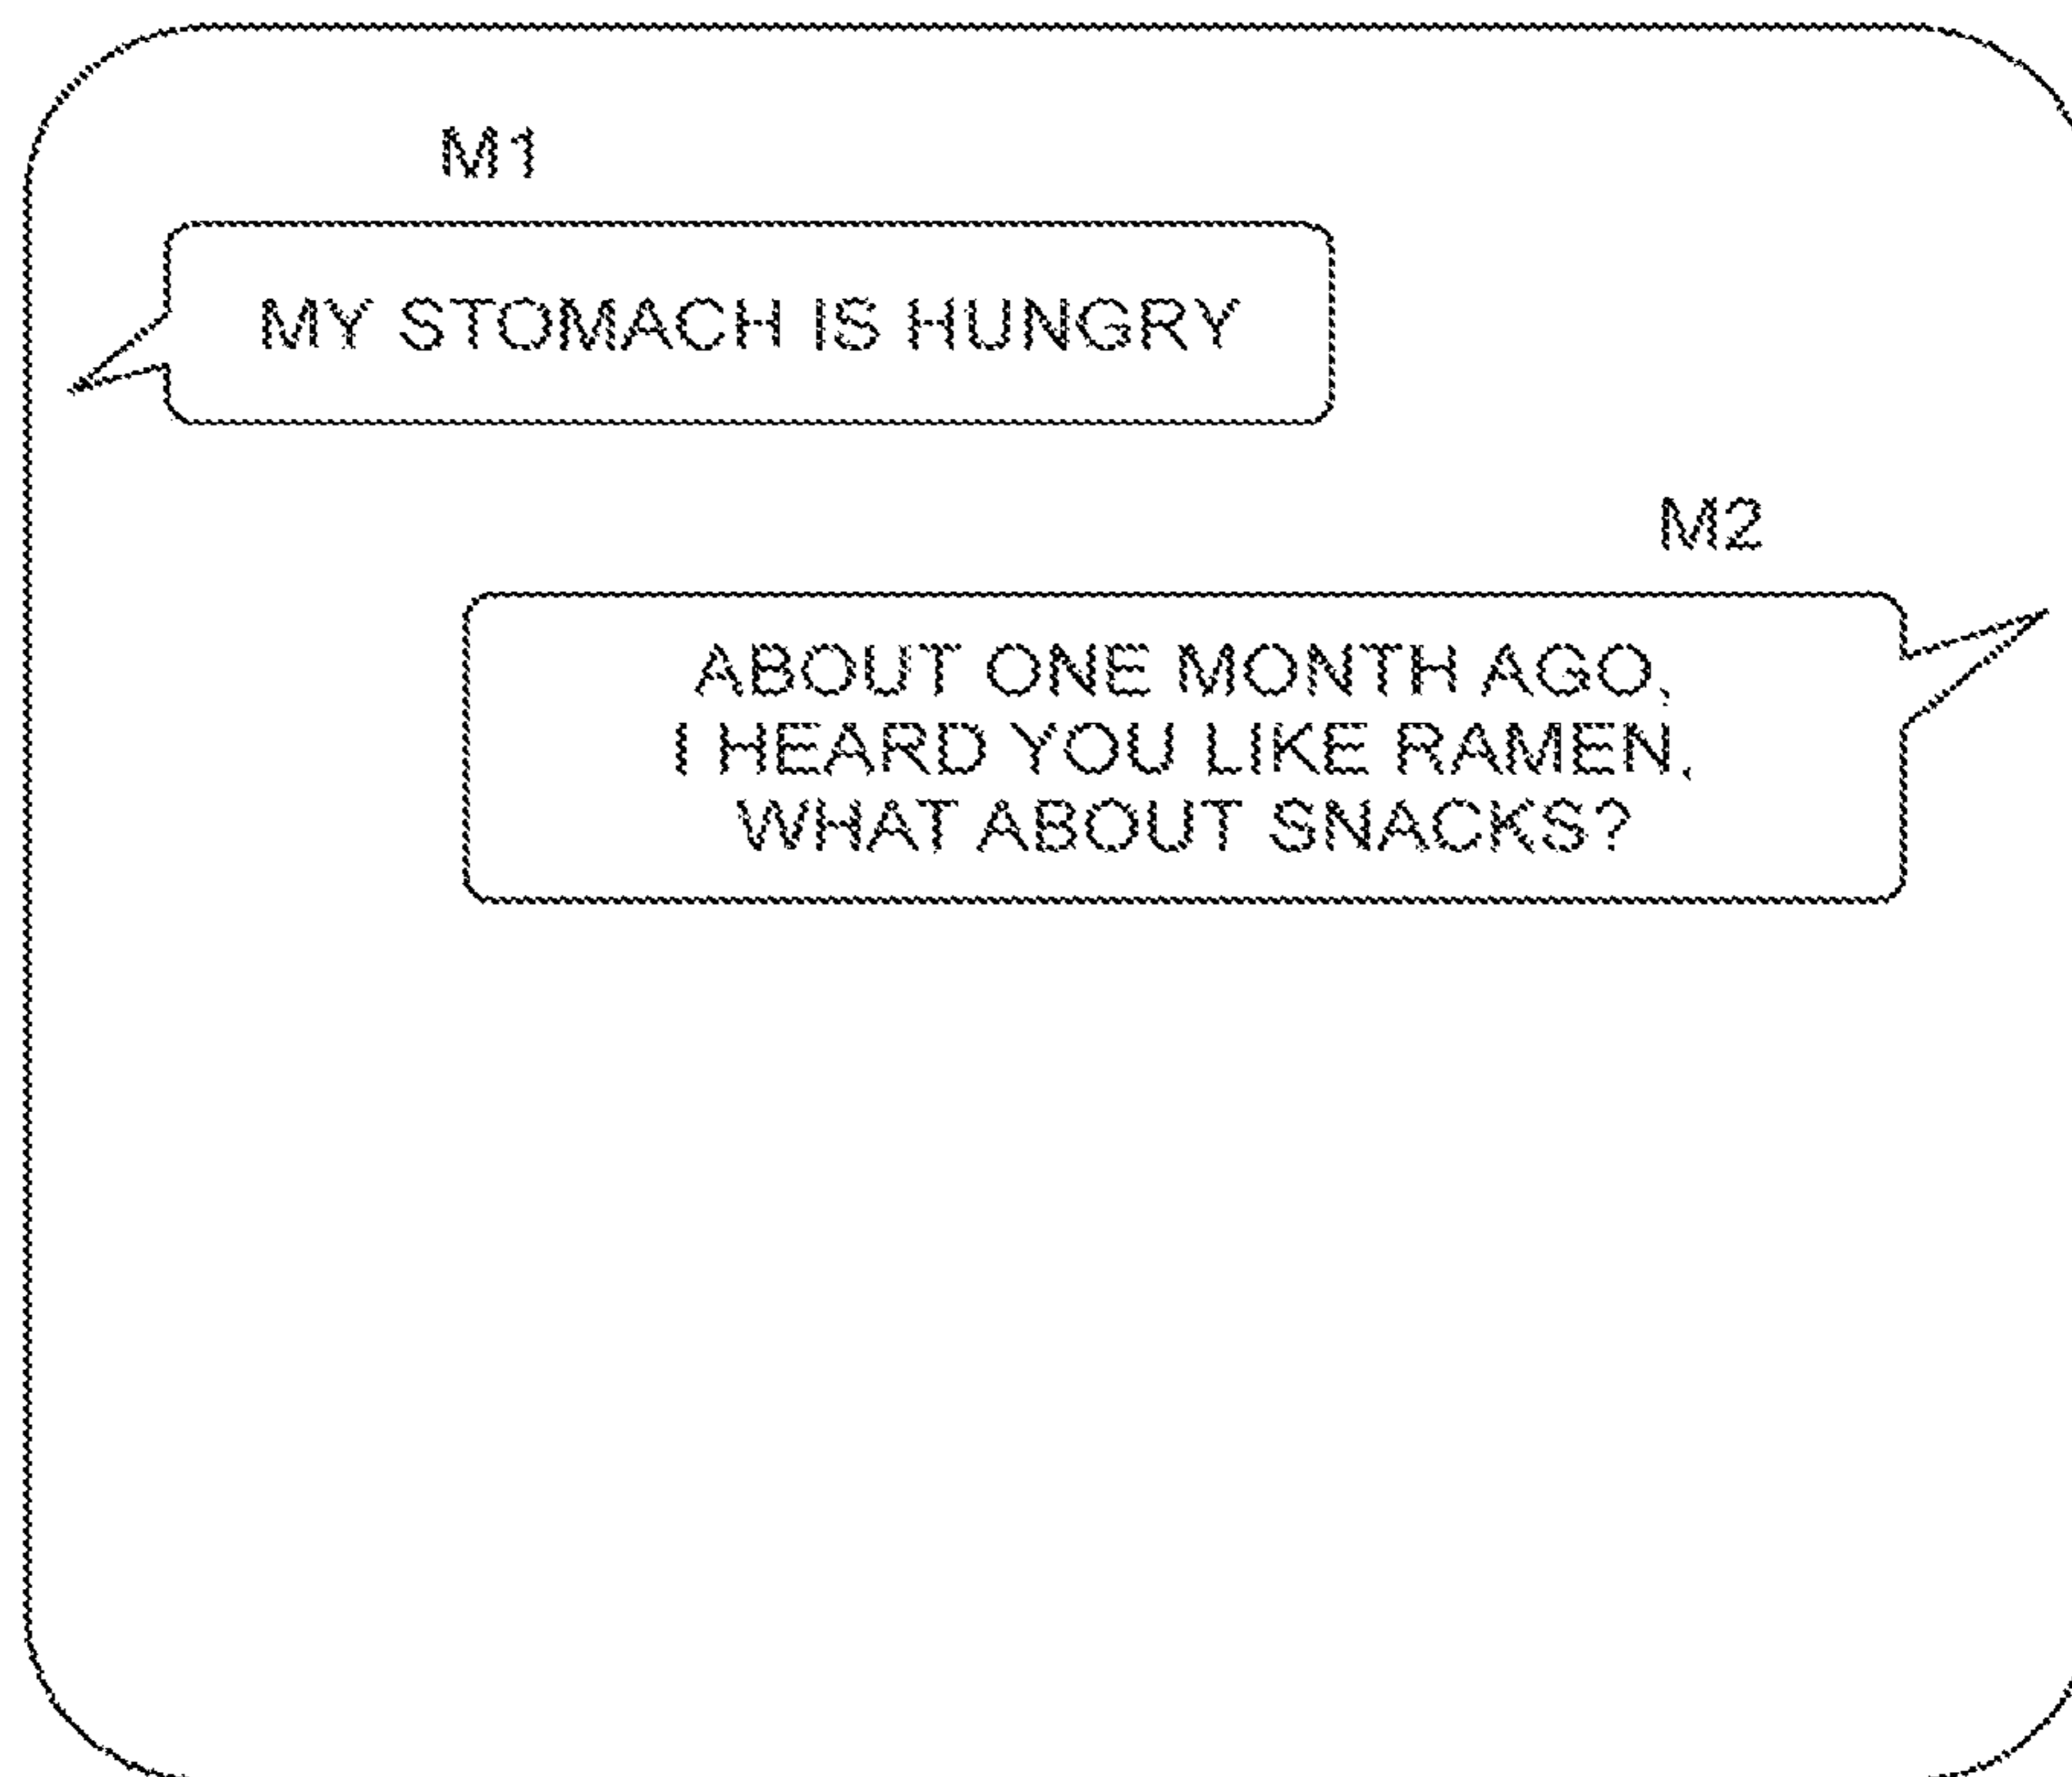 M1
MY STOMACH IS HUNGRY
M2
ABOUT ONE MONTH AGO,
I HEARD YOU LIKE RAMEN,
WHAT ABOUT SNACKS?